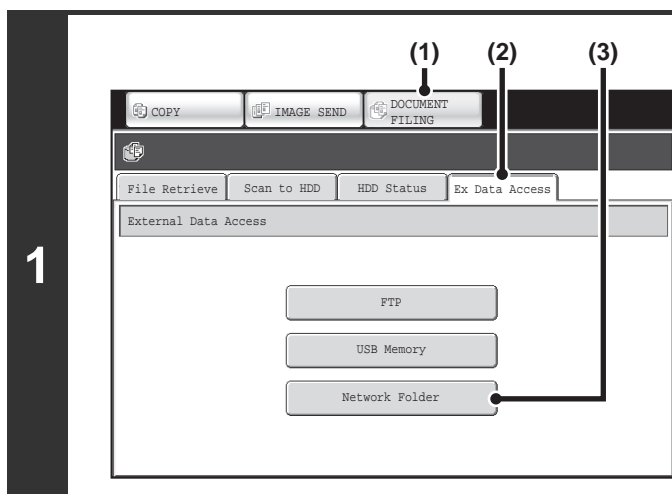 (1) (2) (3)
COPY IMAGE SEND DOCUMENT
FILING
File Retrieve Scan to HDD HDD Status Ex Data Access
External Data Access
1
FTP
USB Memory
Network Folder